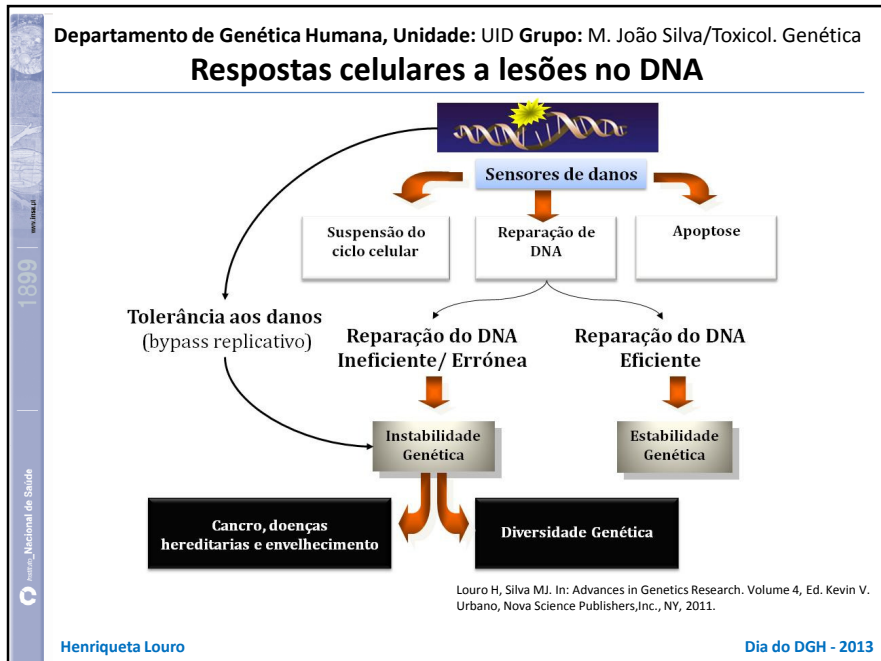 Departamento de Genética Humana, Unidade: UID Grupo: M. João Silva/Toxicol. Genética
Respostas celulares a lesões no DNA
Sensores de danos
Suspensão do
ciclo celular
Reparação de
DNA
Apoptose
Tolerância aos danos
(bypass replicativo)
Reparação do DNA
Ineficiente/ Errónea
Reparação do DNA
Eficiente
Instabilidade
Genética
Estabilidade
Genética
Cancro, doenças
hereditarias e envelhecimento
Diversidade Genética
Louro H, Silva MJ. In: Advances in Genetics Research. Volume 4, Ed. Kevin V.
Urbano, Nova Science Publishers,Inc., NY, 2011.
Henriqueta Louro
Dia do DGH - 2013
www.insa.pt
1899
Instituto_Nacional de Saúde